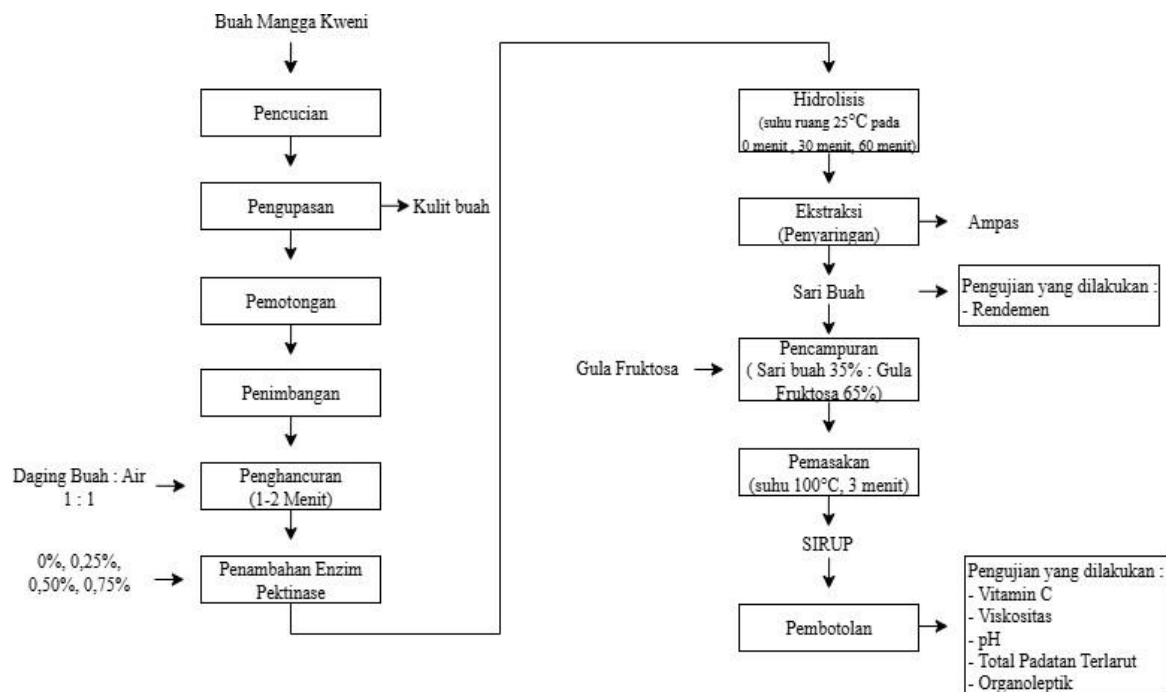 Buah Mangga Kweni
Pencucian
Pengupasan
Kulit buah
Pemotongan
Penimbangan
Daging Buah : Air
1 : 1
Penghancuran
(1-2 Menit)
0%, 0,25%,
0,50%, 0,75%
Penambahan Enzim
Pektinase
Hidrolisis
(suhu ruang 25°C pada
0 menit , 30 menit, 60 menit)
Ekstraksi
(Penyaringan)
Ampas
Sari Buah
Pengujian yang dilakukan :
- Rendemen
Gula Fruktosa
Pencampuran
( Sari buah 35% : Gula
Fruktosa 65%)
Pemasakan
(suhu 100°C, 3 menit)
SIRUP
Pembotolan
Pengujian yang dilakukan :
- Vitamin C
- Viskositas
- pH
- Total Padatan Terlarut
- Organoleptik